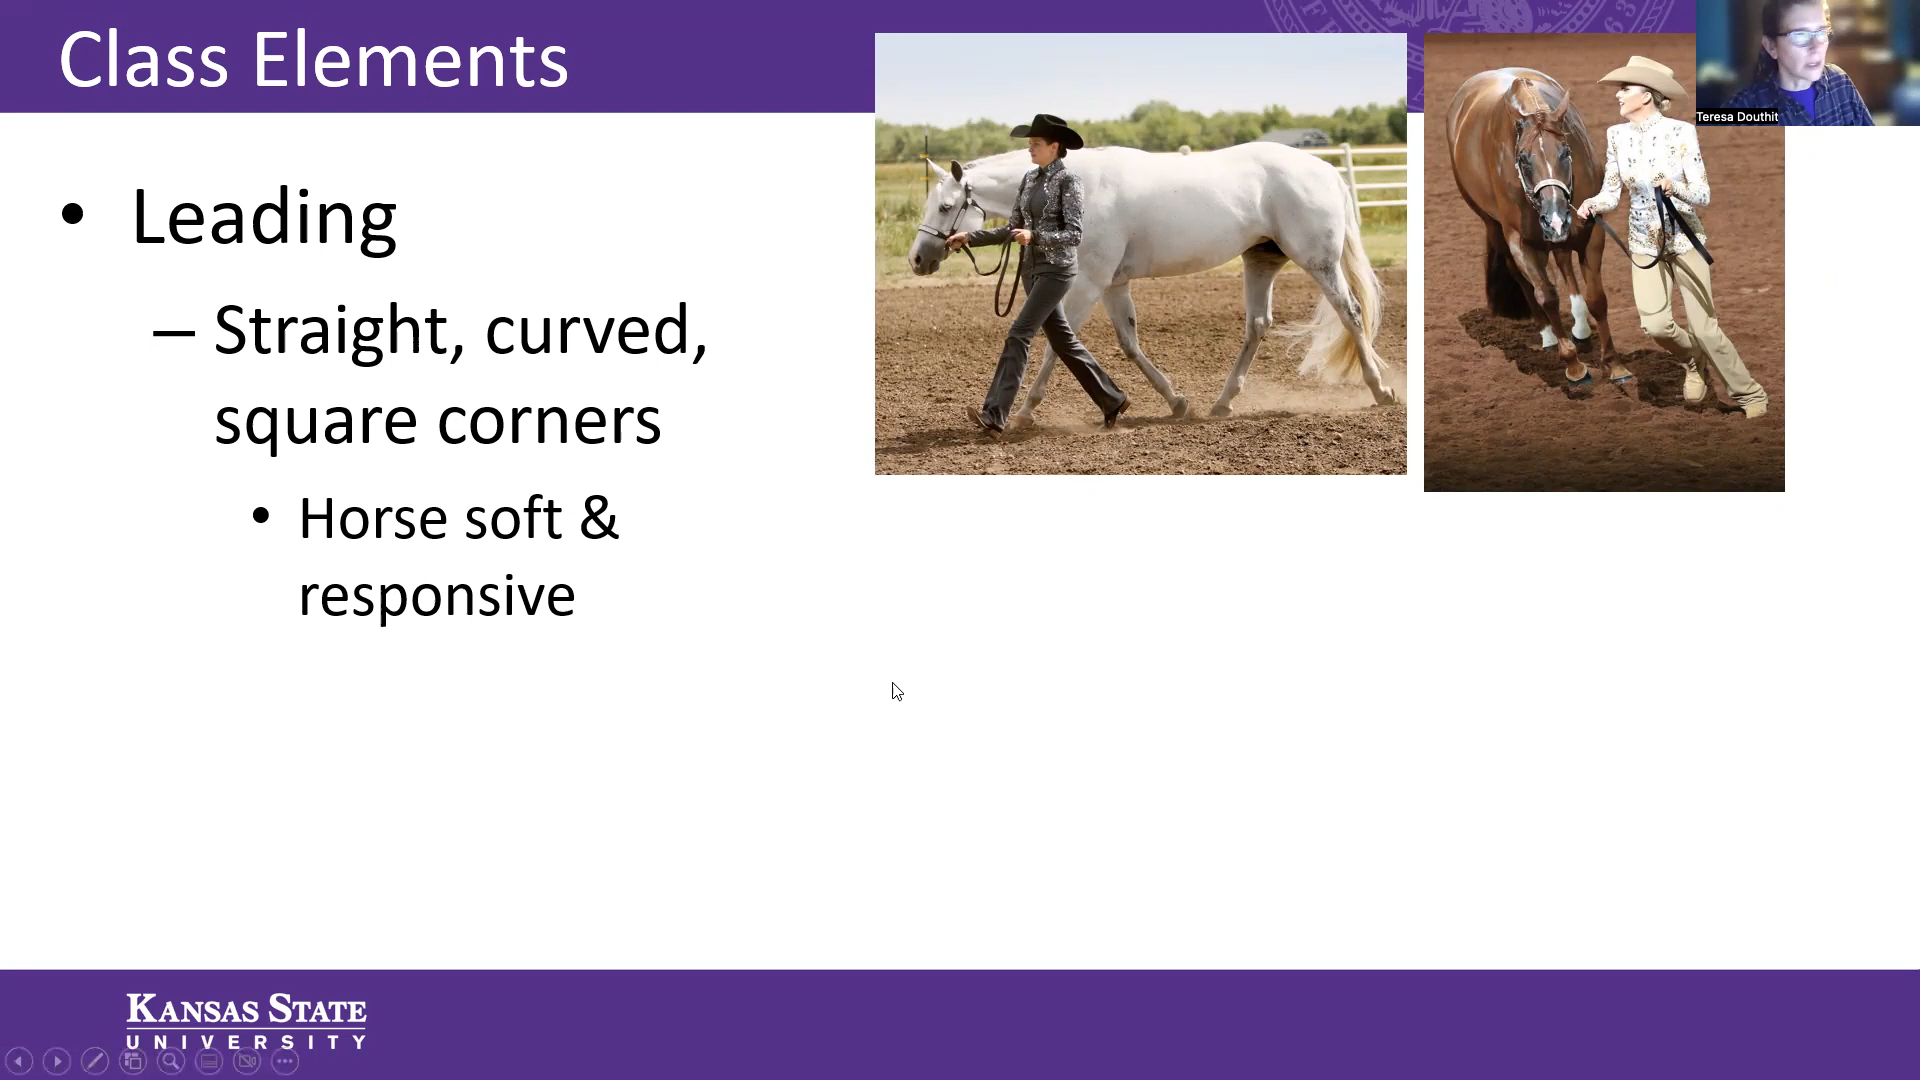 Class Elements
Teresa Douthit
• Leading
– Straight, curved,
square corners
• Horse soft &
responsive
KANSAS STATE
UNIVERSITY